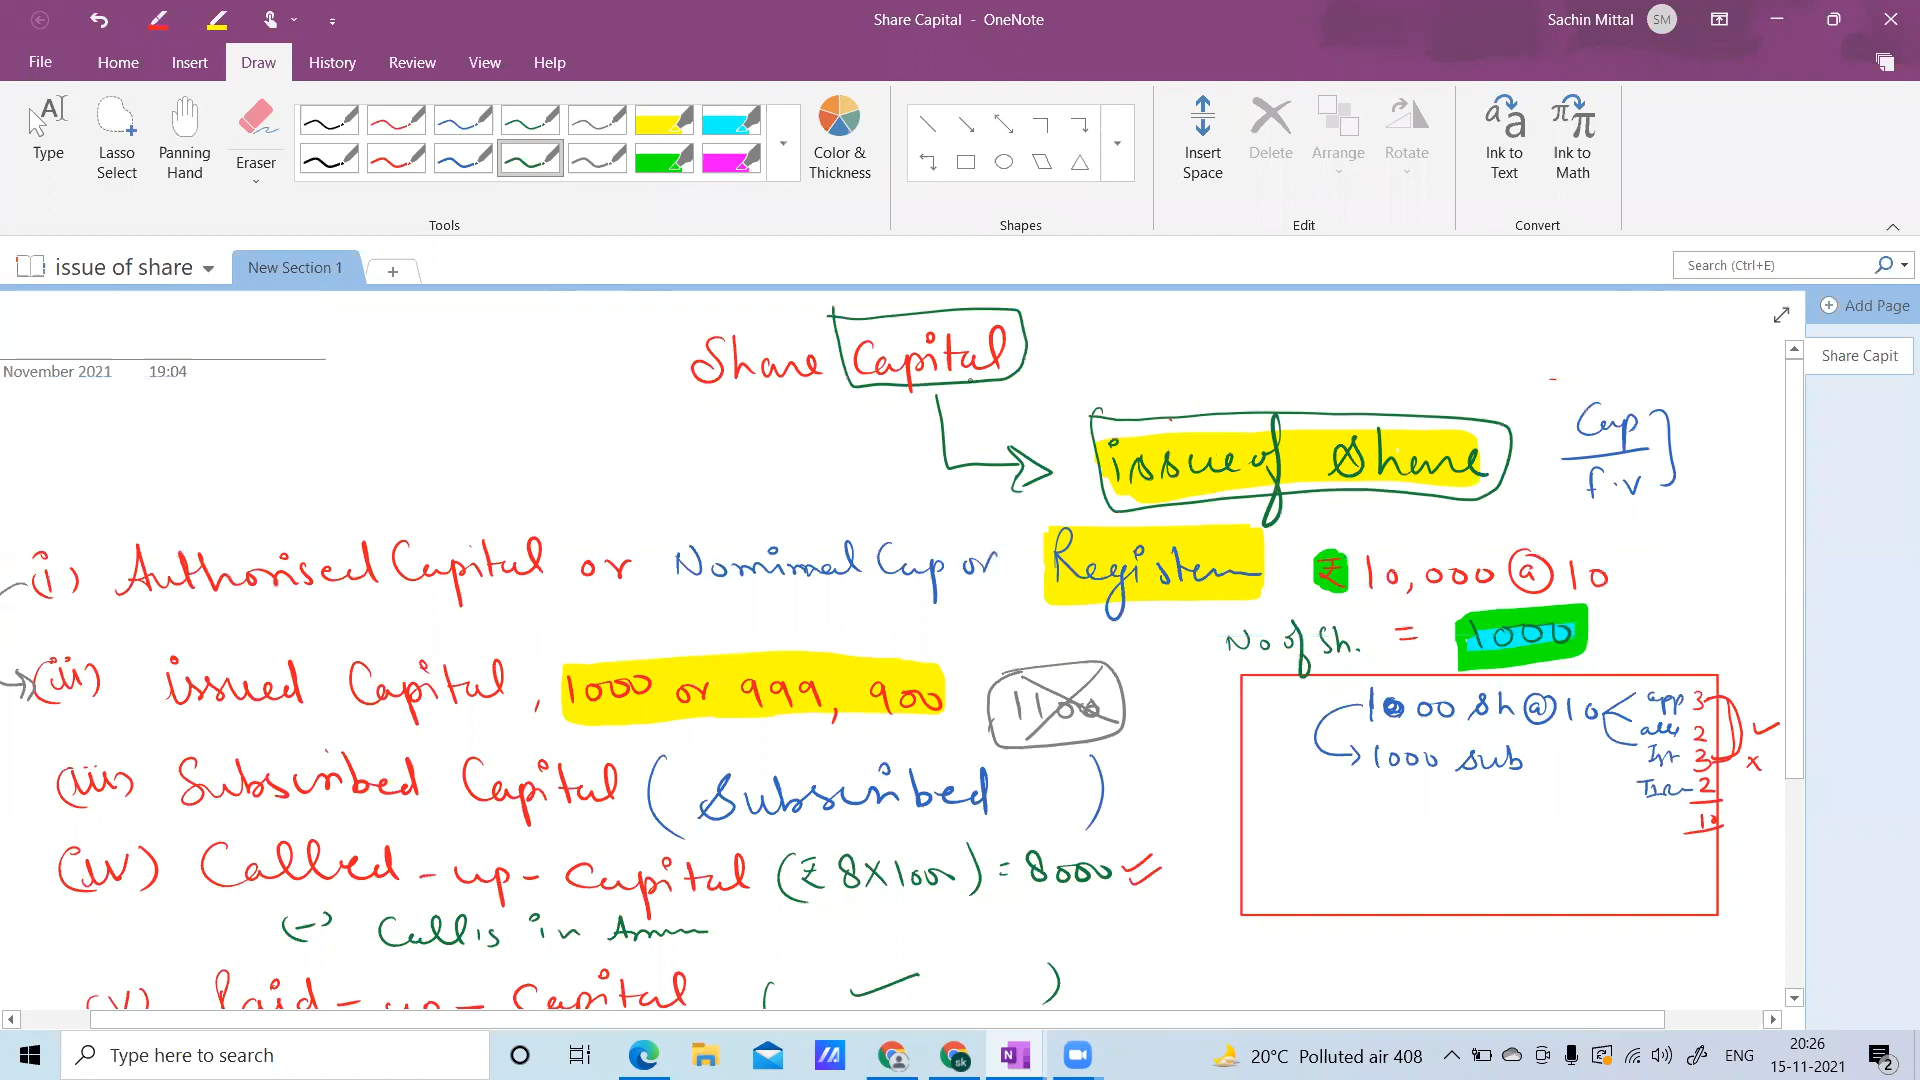 Share Capital - OneNote
Sachin Mittal SM
File Home Insert Draw History Review View Help
Type Lasso Select Panning Hand Eraser Color & Thickness Insert Space Delete Arrange Rotate Ink to Text Ink to Math
Tools Shapes Edit Convert
issue of share New Section 1 + Search (Ctrl+E)
Add Page
Share Capit
November 2021 19:04
Share Capital
issue of Share
Cap
f.v
(i) Authorised Capital or Nominal Cap or Register ₹ 10,000 @ 10
No of Sh. = 1000
(ii) issued Capital, 1000 or 999, 900 1100
1000 Sh @ 10 app 3
all 2
1000 sub
3
2
10
(iii) Subscribed Capital (Subscribed )
(iv) Called-up-Capital (₹ 8 X 1000) = 8000
(-) Calls in
(v) Paid-up-Capital ( )
Type here to search
20°C Polluted air 408 ENG 20:26
15-11-2021
2